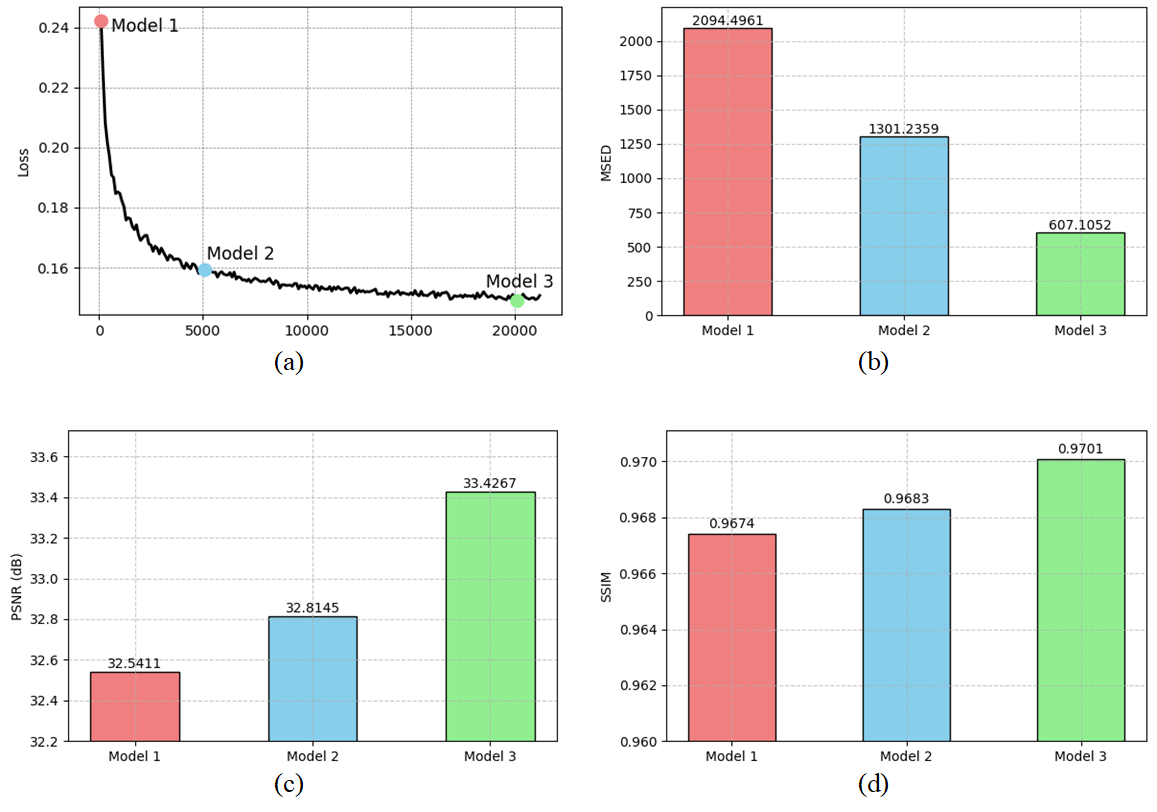 0.24
0.22
0.20
0.18
0.16
Loss
Model 1
Model 2
Model 3
0 5000 10000 15000 20000
(a)
2000
1750
1500
1250
1000
750
500
250
0
MSED
2094.4961
1301.2359
607.1052
Model 1 Model 2 Model 3
(b)
33.6
33.4
33.2
33.0
32.8
32.6
32.4
32.2
PSNR (dB)
32.5411
32.8145
33.4267
Model 1 Model 2 Model 3
(c)
0.970
0.968
0.966
0.964
0.962
0.960
SSIM
0.9674
0.9683
0.9701
Model 1 Model 2 Model 3
(d)